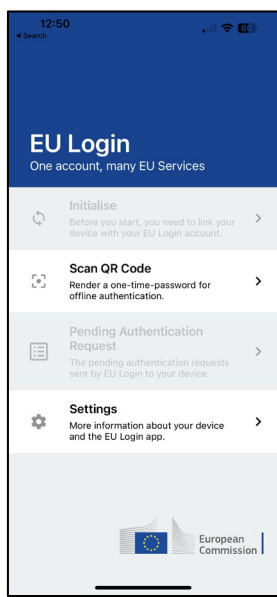 12:50
◀ Search
60
EU Login
One account, many EU Services
Initialise
Before you start, you need to link your
device with your EU Login account.
Scan QR Code
Render a one-time-password for
offline authentication.
Pending Authentication
Request
The pending authentication requests
sent by EU Login to your device.
Settings
More information about your device
and the EU Login app.
European
Commission